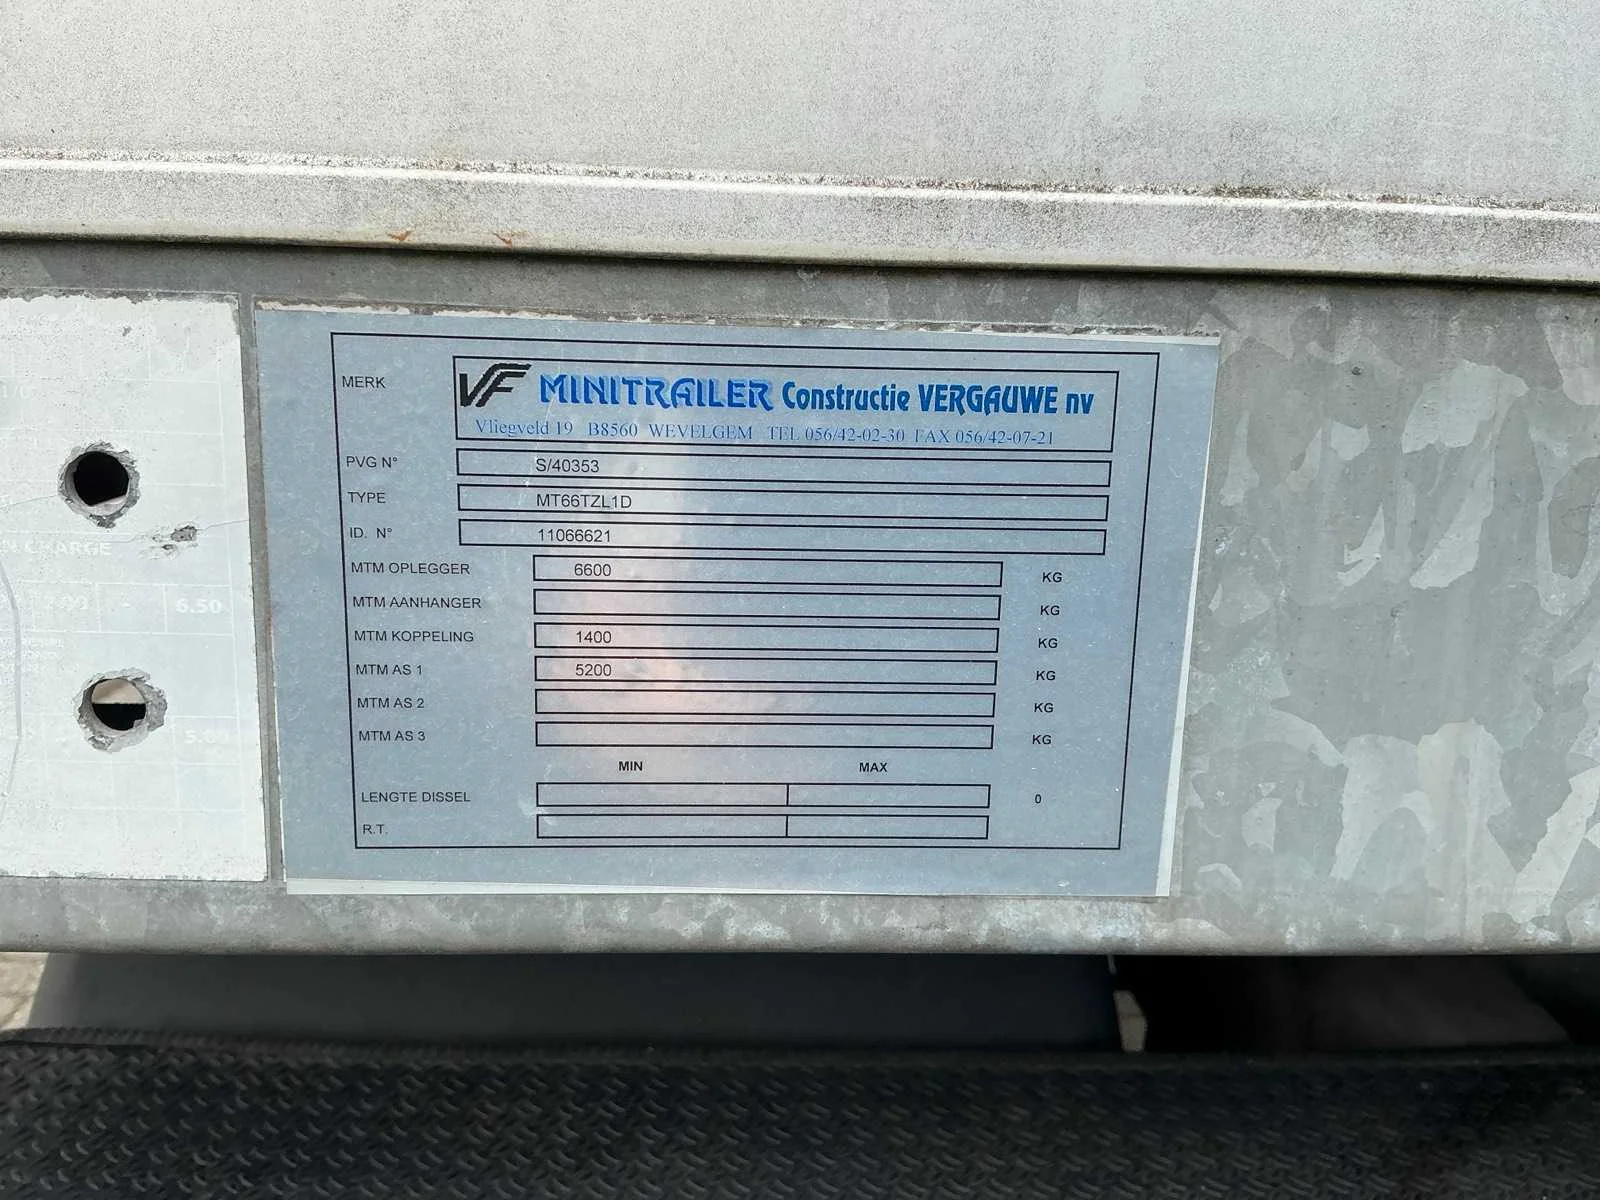 MERK
VF MINITRAILER Constructie VERGAUWE nv
Vliegveld 19 B8560 WEVELGEM TEL 056/42-02-30 FAX 056/42-07-21
PVG N° S/40353
TYPE MT66TZL1D
ID. N° 11066621
MTM OPLEGGER 6600 KG
MTM AANHANGER KG
MTM KOPPELING 1400 KG
MTM AS 1 5200 KG
MTM AS 2 KG
MTM AS 3 KG
MIN MAX
LENGTE DISSEL 0
R.T.
CHARGE
6.50